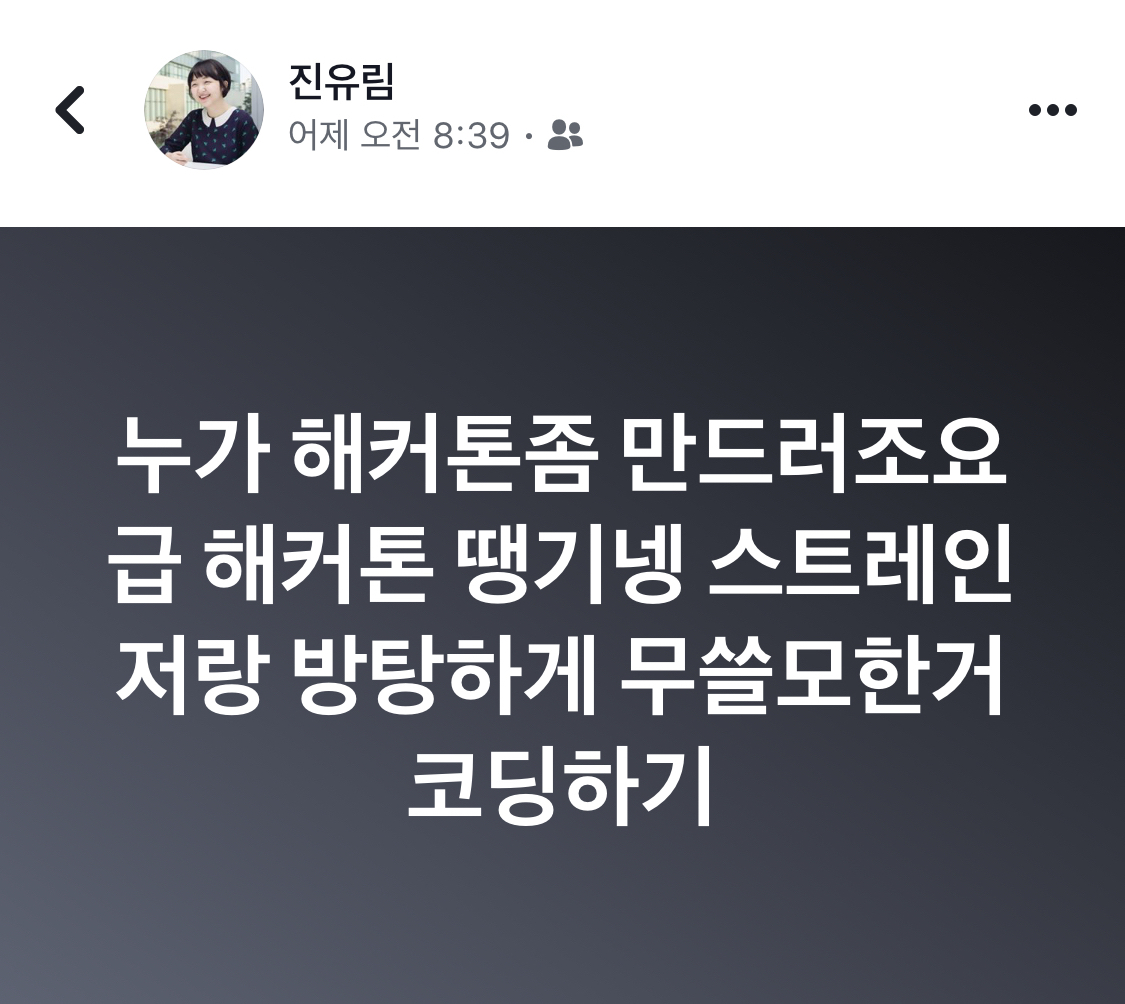 진유림
어제 오전 8:39 ·
누가 해커톤좀 만드러조요
급 해커톤 땡기넹 스트레인
저랑 방탕하게 무쓸모한거
코딩하기